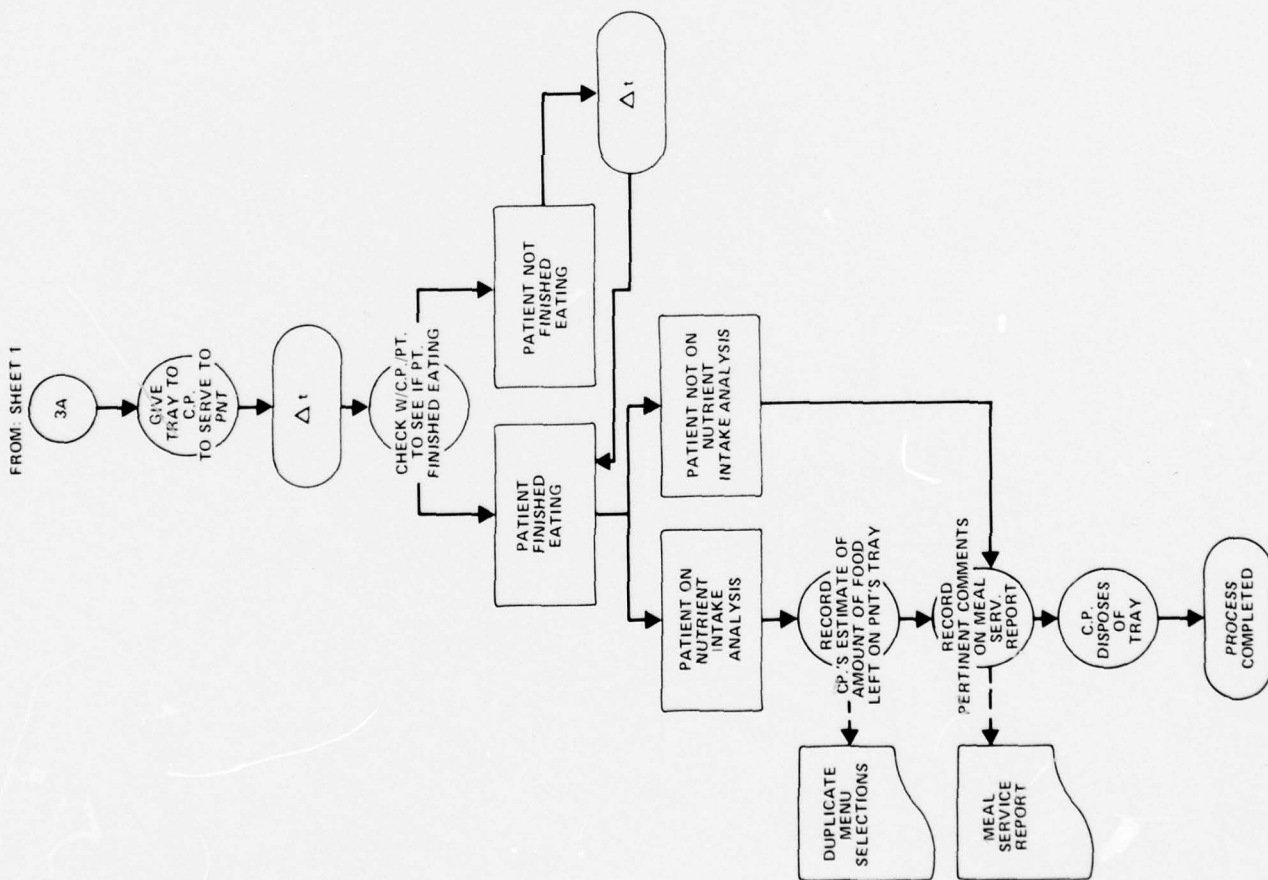 FROM: SHEET 1
3A
GIVE
TRAY TO
C.P.
TO SERVE TO
PNT
Δ t
CHECK W/C.P./PT.
TO SEE IF PT.
FINISHED EATING
PATIENT
FINISHED
EATING
PATIENT NOT
FINISHED
EATING
Δ t
PATIENT ON
NUTRIENT
INTAKE
ANALYSIS
PATIENT NOT ON
NUTRIENT
INTAKE ANALYSIS
RECORD
CP.'S ESTIMATE OF
AMOUNT OF FOOD
LEFT ON PNT'S TRAY
DUPLICATE
MENU
SELECTIONS
RECORD
PERTINENT COMMENTS
ON MEAL
SERV.
REPORT
MEAL
SERVICE
REPORT
C.P.
DISPOSES
OF
TRAY
PROCESS
COMPLETED